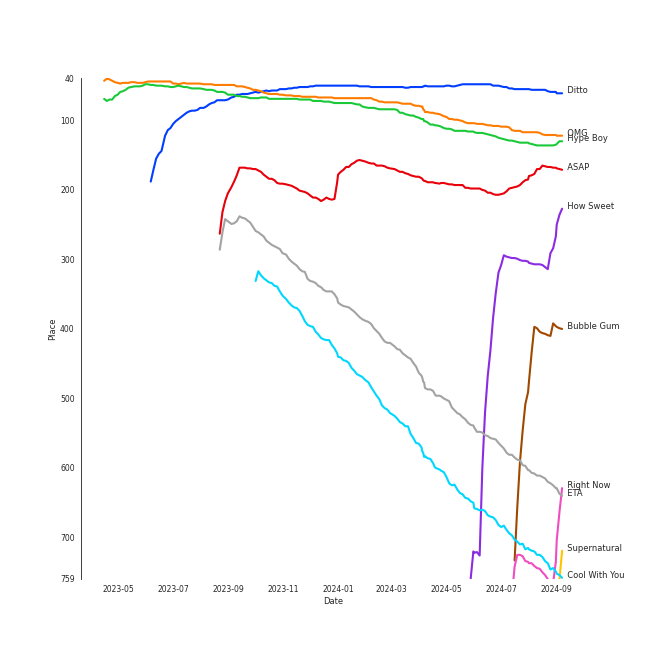 40
100
200
300
400
500
600
700
759
Place
Ditto
OMG
Hype Boy
ASAP
How Sweet
Bubble Gum
Right Now
ETA
Supernatural
Cool With You
2023-05 2023-07 2023-09 2023-11 2024-01 2024-03 2024-05 2024-07 2024-09
Date